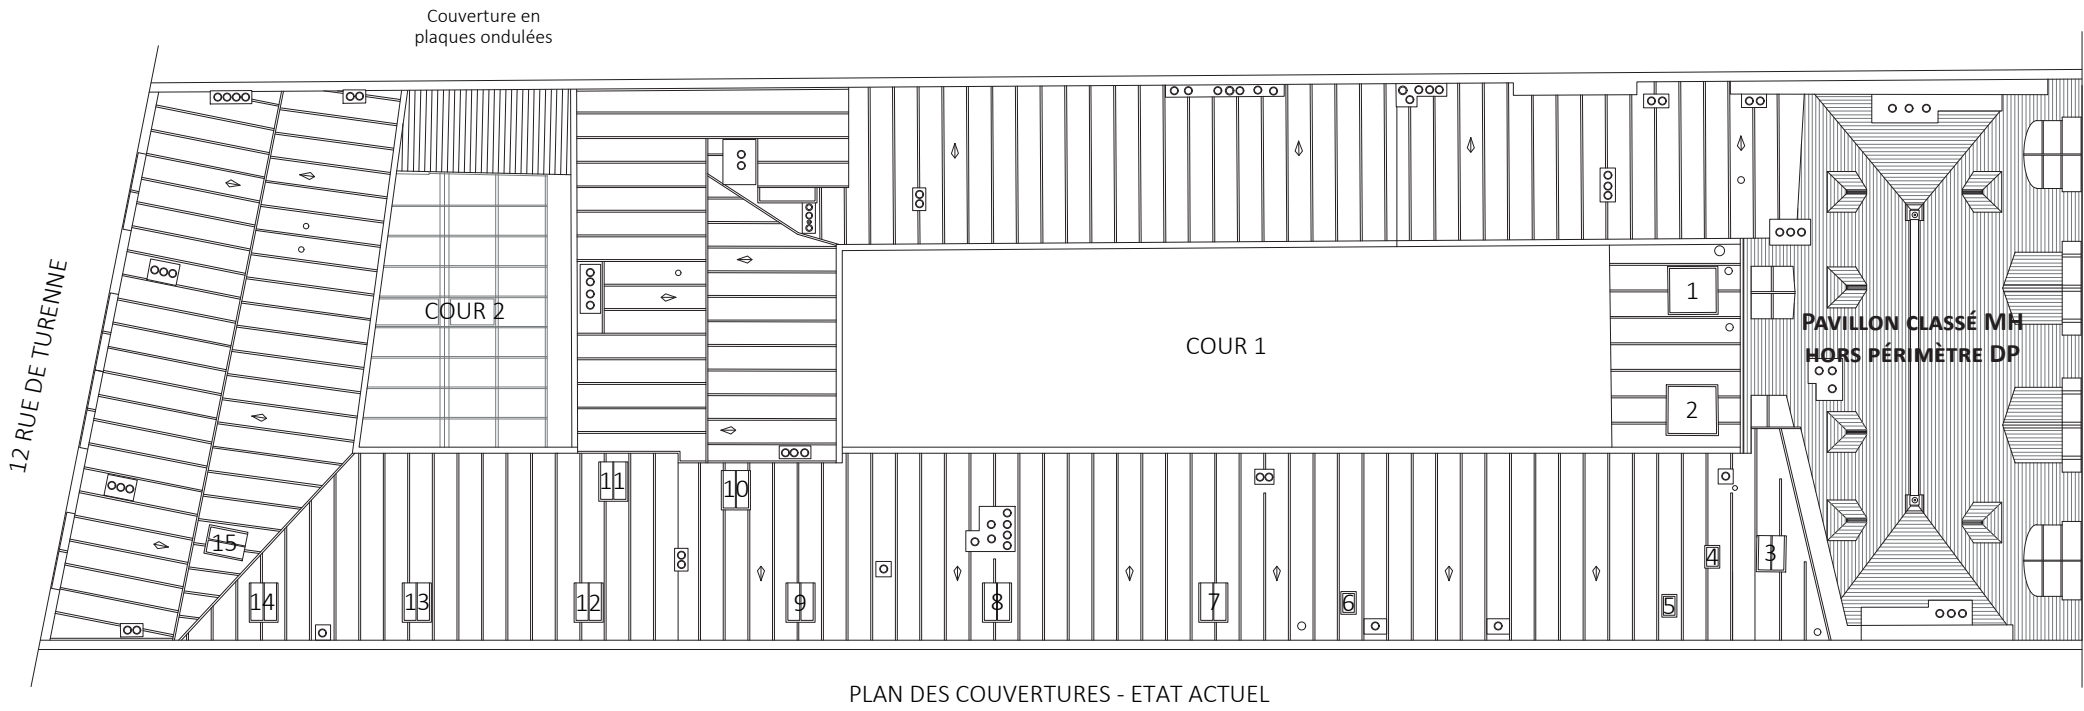 Couverture en
plaques ondulées
12 RUE DE TURENNE
COUR 2
COUR 1
1
2
PAVILLON CLASSÉ MH
HORS PÉRIMÈTRE DP
15
14
13
12
11
10
9
8
7
6
5
4
3
PLAN DES COUVERTURES - ETAT ACTUEL